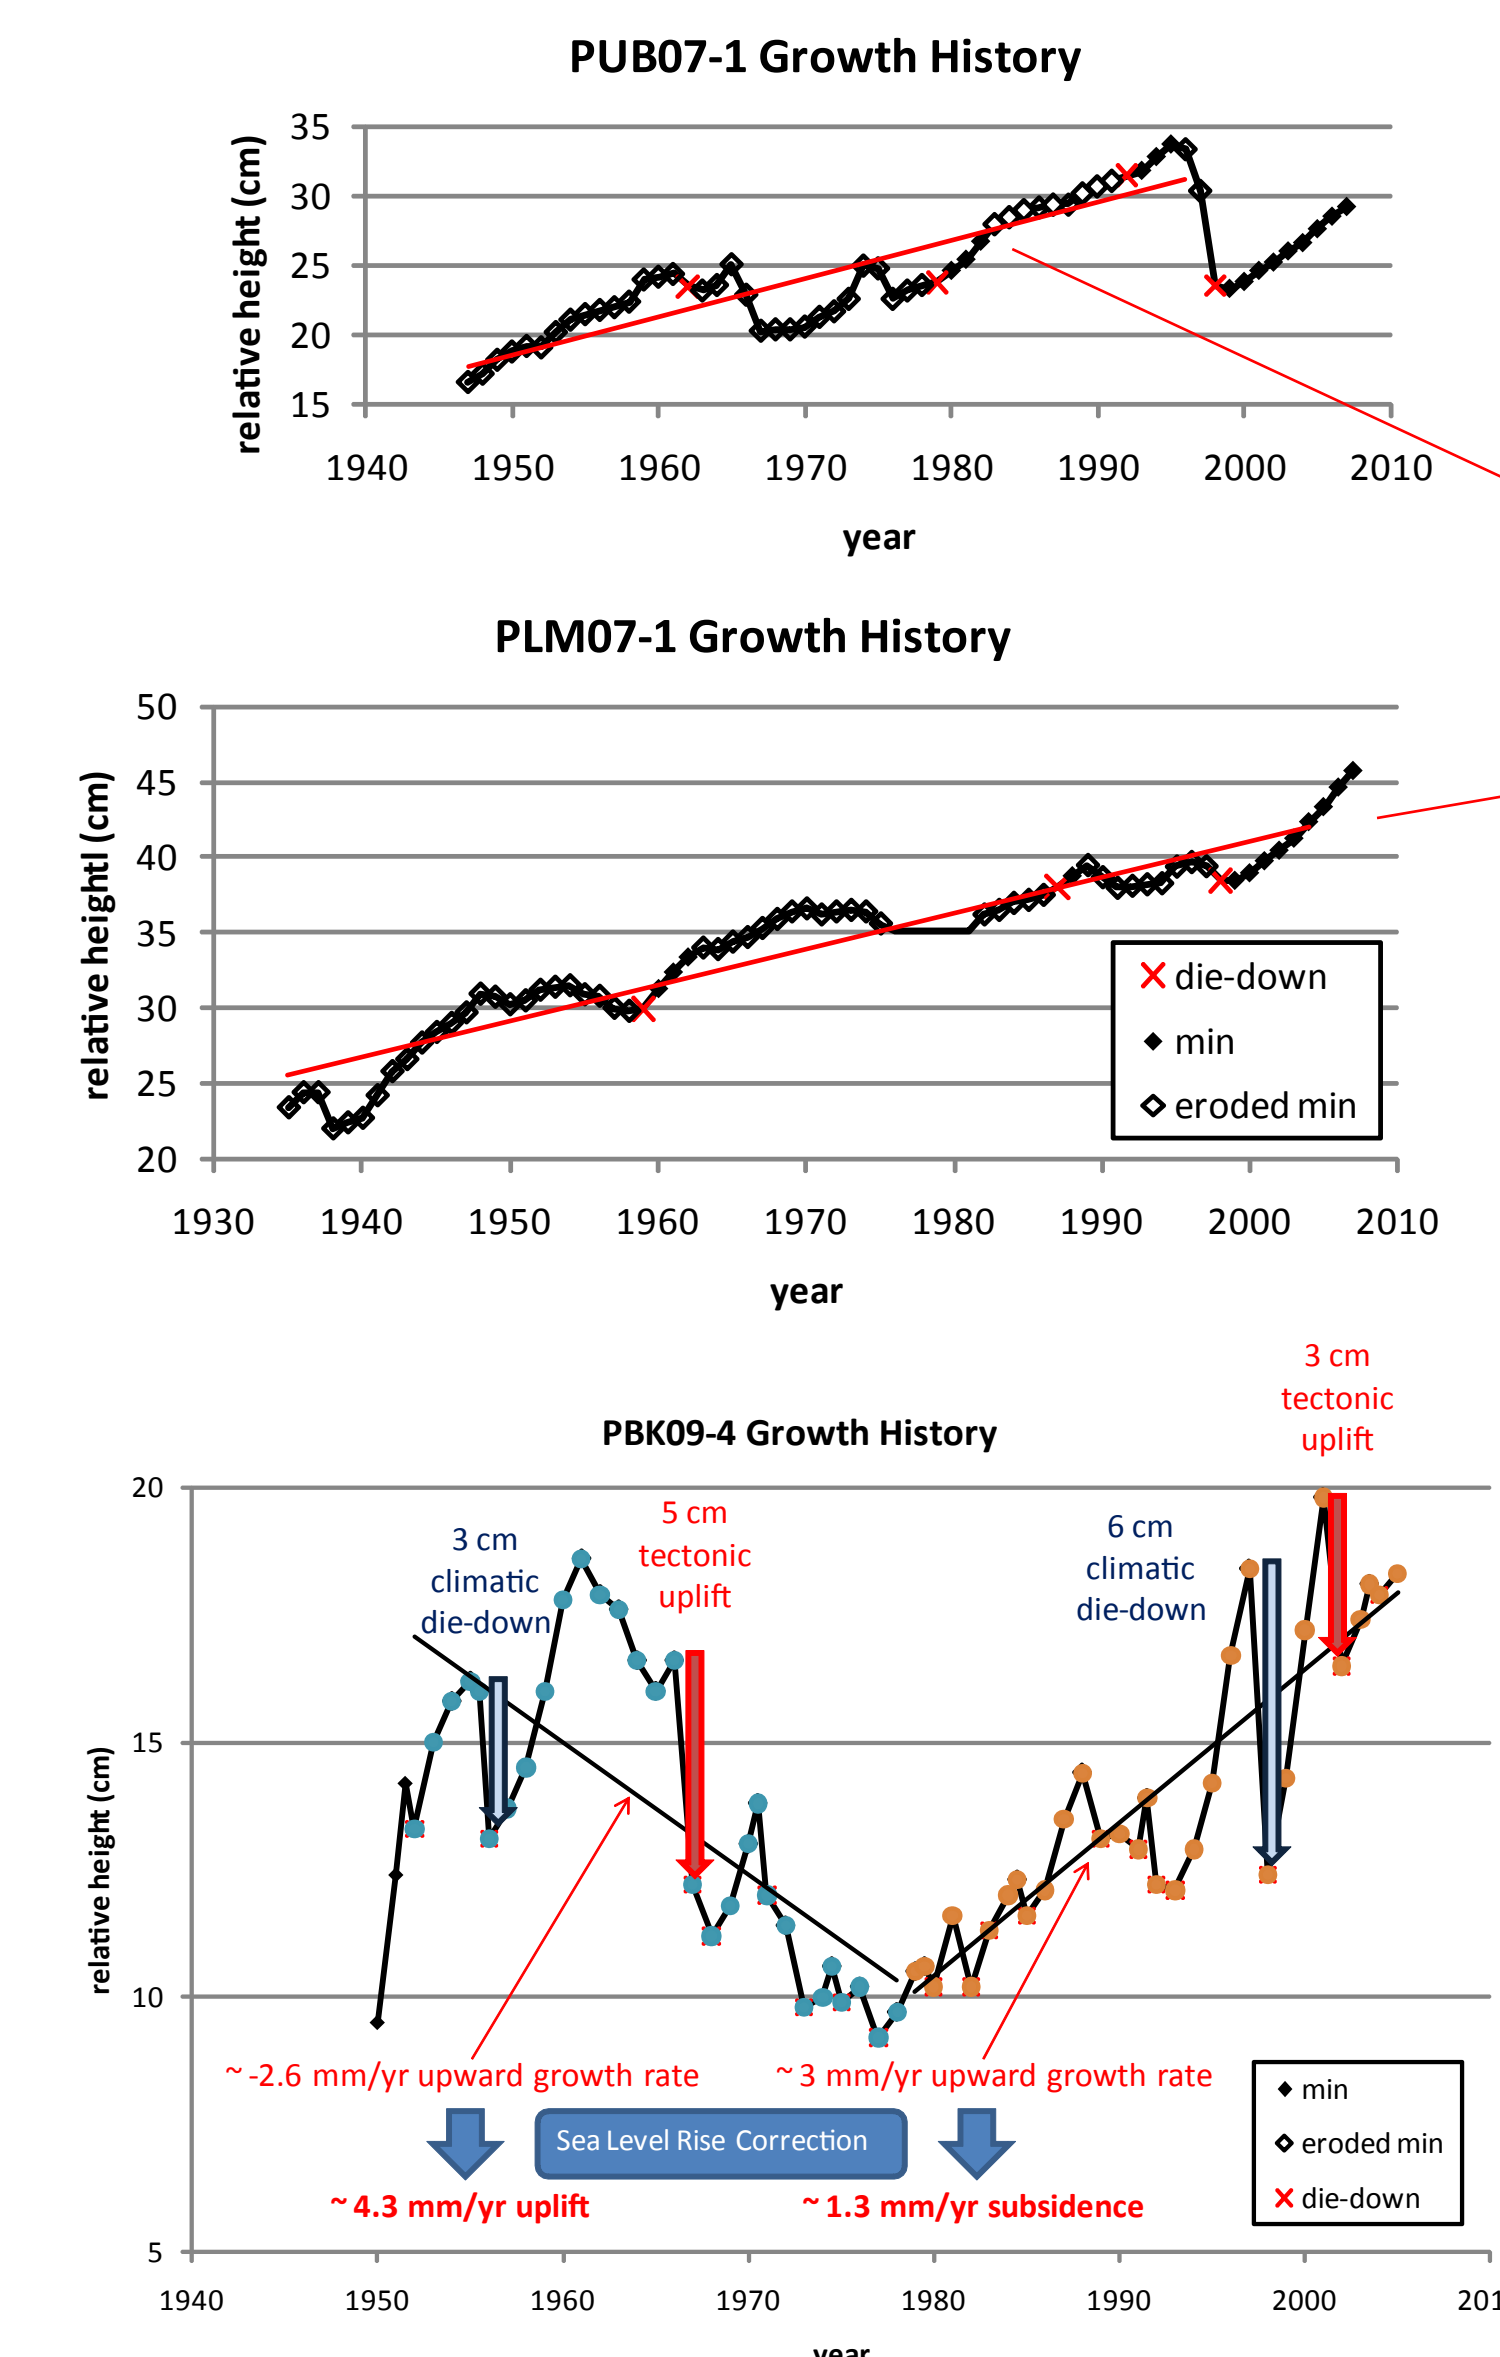 PUB07-1 Growth History
relative height (cm)
35
30
25
20
15
1940 1950 1960 1970 1980 1990 2000 2010
year
PLM07-1 Growth History
relative heightl (cm)
50
45
40
35
30
25
20
die-down
min
eroded min
1930 1940 1950 1960 1970 1980 1990 2000 2010
year
3 cm
tectonic
uplift
PBK09-4 Growth History
relative height (cm)
20
15
10
5
3 cm
climatic
die-down
5 cm
tectonic
uplift
6 cm
climatic
die-down
~ -2.6 mm/yr upward growth rate
~ 3 mm/yr upward growth rate
Sea Level Rise Correction
~ 4.3 mm/yr uplift
~ 1.3 mm/yr subsidence
min
eroded min
die-down
1940 1950 1960 1970 1980 1990 2000 201
year